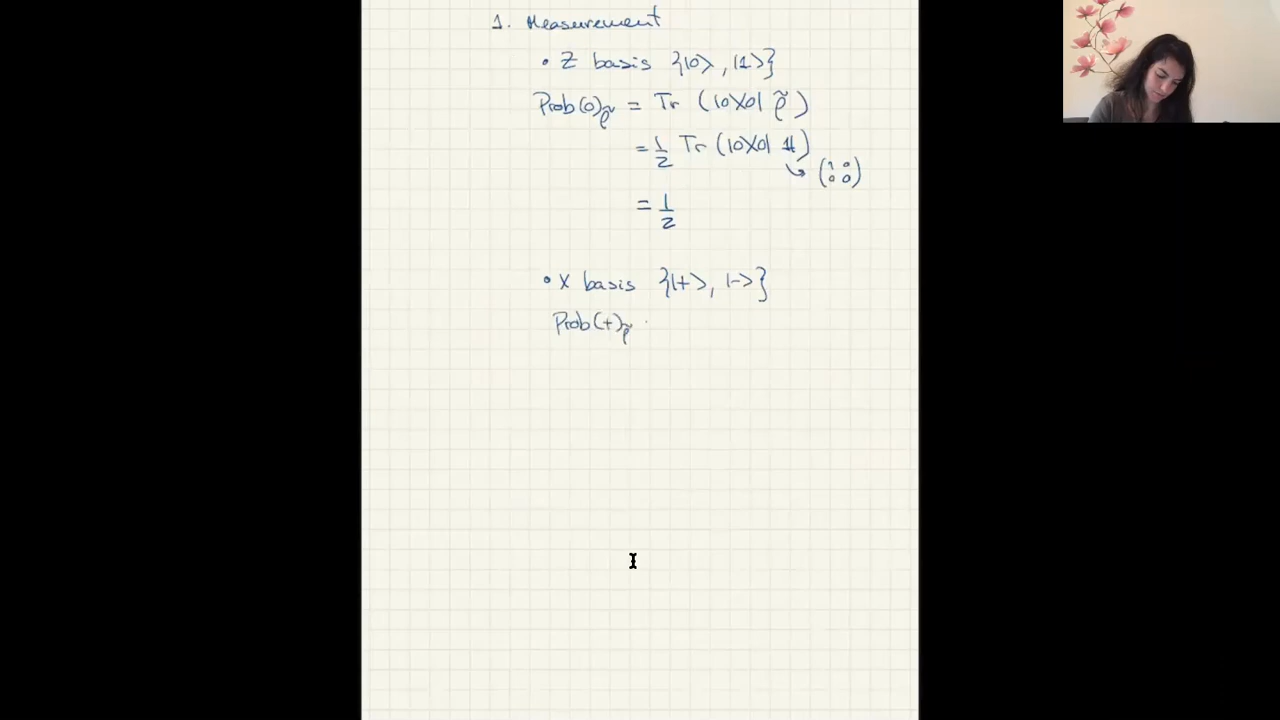 1. Measurement
• Z basis {|0⟩, |1⟩}
Prob(0)ρ̃ = Tr (|0⟩⟨0| ρ̃)
= 1/2 Tr (|0⟩⟨0| 𝟙)
↳ (1 0 0 0)
= 1/2
• X basis {|+⟩, |-⟩}
Prob(+)ρ̃